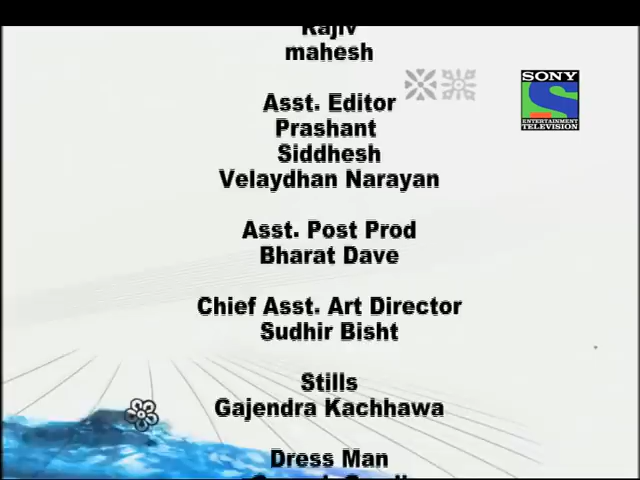 Rajiv
mahesh
Asst. Editor
Prashant
Siddhesh
Velaydhan Narayan
Asst. Post Prod
Bharat Dave
Chief Asst. Art Director
Sudhir Bisht
Stills
Gajendra Kachhawa
Dress Man
SONY
ENTERTAINMENT
TELEVISION